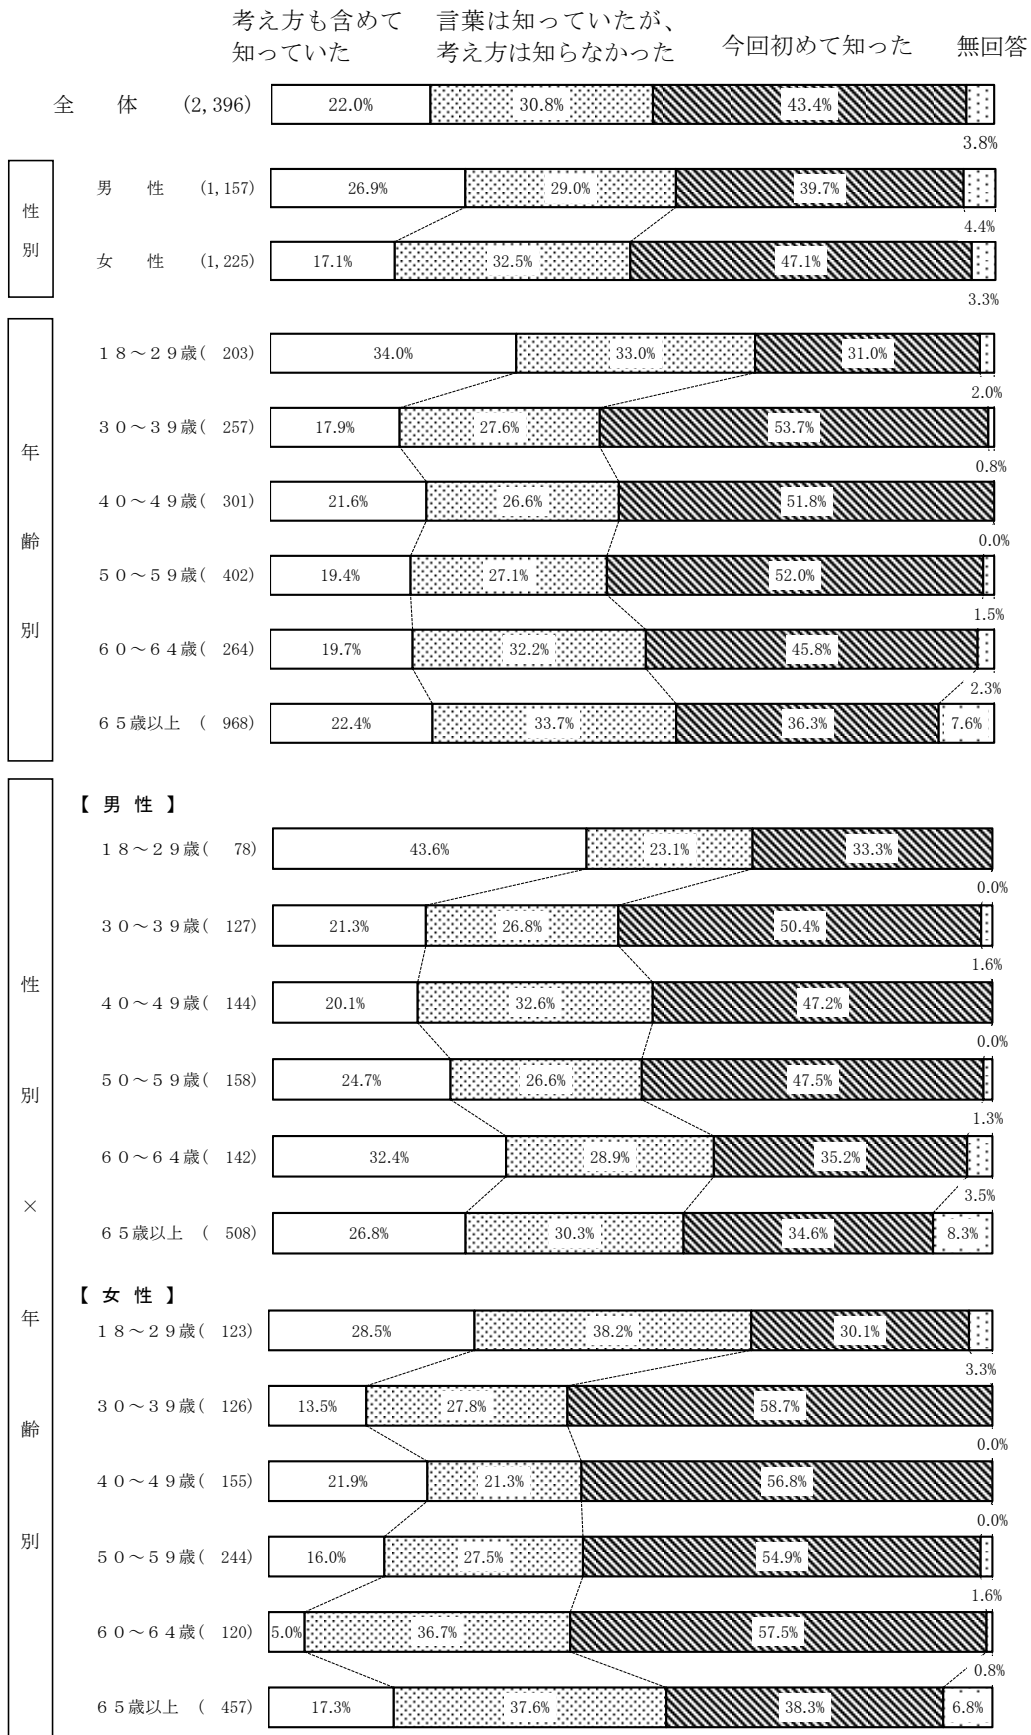 考え方も含めて 言葉は知っていたが、
知っていた 考え方は知らなかった 今回初めて知った 無回答
全 体 (2,396) 22.0% 30.8% 43.4%
3.8%
性別
男 性 (1,157) 26.9% 29.0% 39.7%
4.4%
女 性 (1,225) 17.1% 32.5% 47.1%
3.3%
年齢別
18～29歳( 203) 34.0% 33.0% 31.0%
2.0%
30～39歳( 257) 17.9% 27.6% 53.7%
0.8%
40～49歳( 301) 21.6% 26.6% 51.8%
0.0%
50～59歳( 402) 19.4% 27.1% 52.0%
1.5%
60～64歳( 264) 19.7% 32.2% 45.8%
2.3%
65歳以上 ( 968) 22.4% 33.7% 36.3% 7.6%
性別×年齢別
【 男 性 】
18～29歳( 78) 43.6% 23.1% 33.3%
0.0%
30～39歳( 127) 21.3% 26.8% 50.4%
1.6%
40～49歳( 144) 20.1% 32.6% 47.2%
0.0%
50～59歳( 158) 24.7% 26.6% 47.5%
1.3%
60～64歳( 142) 32.4% 28.9% 35.2%
3.5%
65歳以上 ( 508) 26.8% 30.3% 34.6% 8.3%
【 女 性 】
18～29歳( 123) 28.5% 38.2% 30.1%
3.3%
30～39歳( 126) 13.5% 27.8% 58.7%
0.0%
40～49歳( 155) 21.9% 21.3% 56.8%
0.0%
50～59歳( 244) 16.0% 27.5% 54.9%
1.6%
60～64歳( 120) 5.0% 36.7% 57.5%
0.8%
65歳以上 ( 457) 17.3% 37.6% 38.3% 6.8%